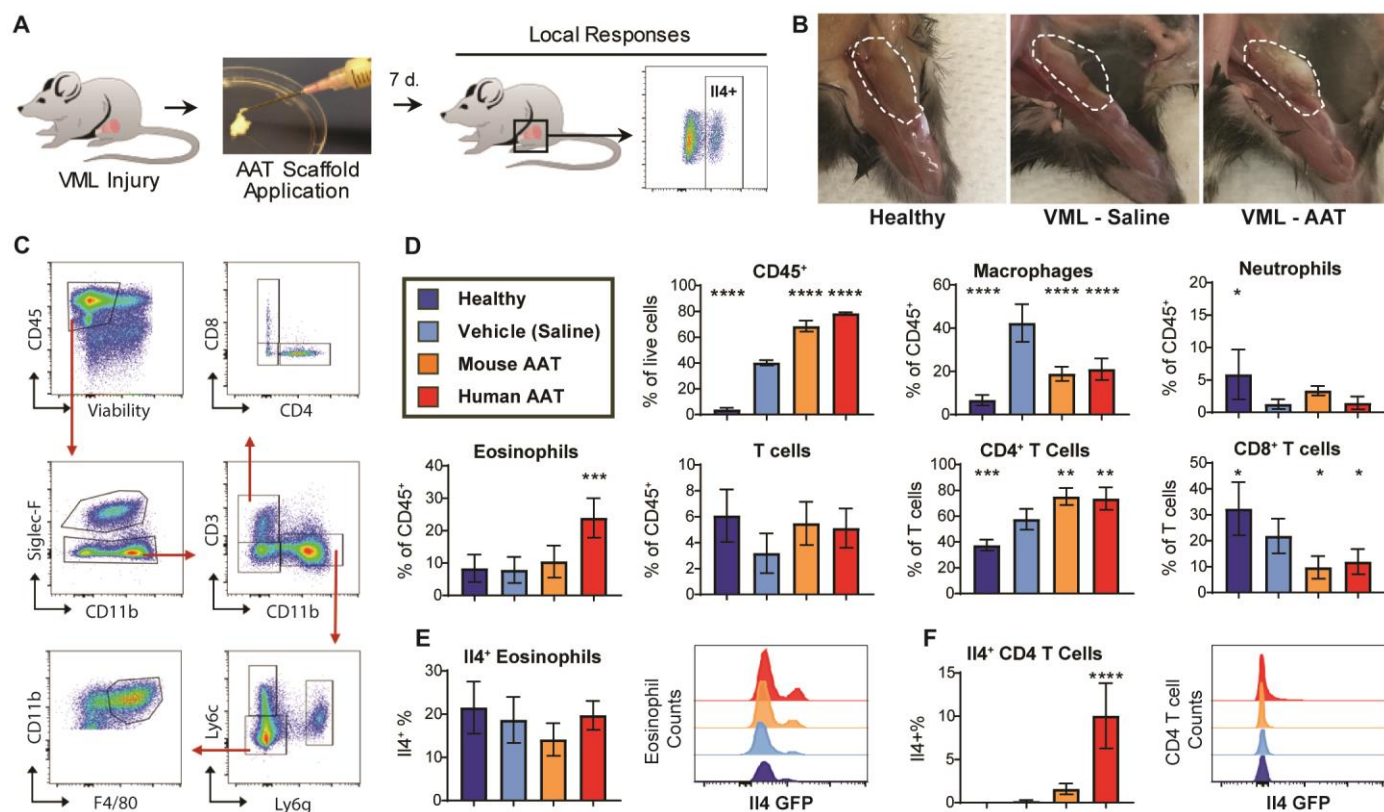 A
VML Injury
AAT Scaffold
Application
7 d.
Local Responses
Il4+
B
Healthy
VML - Saline
VML - AAT
C
CD45
Viability
CD8
CD4
Siglec-F
CD11b
CD3
CD11b
CD11b
F4/80
Ly6c
Ly6g
D
Healthy
Vehicle (Saline)
Mouse AAT
Human AAT
CD45⁺
% of live cells
100
80
60
40
20
0
**** **** ****
Macrophages
% of CD45⁺
60
40
20
0
**** **** ****
Neutrophils
% of CD45⁺
15
10
5
0
*
Eosinophils
% of CD45⁺
40
30
20
10
0
***
T cells
% of CD45⁺
10
8
6
4
2
0
CD4⁺ T Cells
% of T cells
100
80
60
40
20
0
*** ** **
CD8⁺ T cells
% of T cells
50
40
30
20
10
0
* * *
E
Il4⁺ Eosinophils
Il4⁺ %
30
20
10
0
Eosinophil
Counts
Il4 GFP
F
Il4⁺ CD4 T Cells
Il4+%
15
10
5
0
****
CD4 T cell
Counts
Il4 GFP